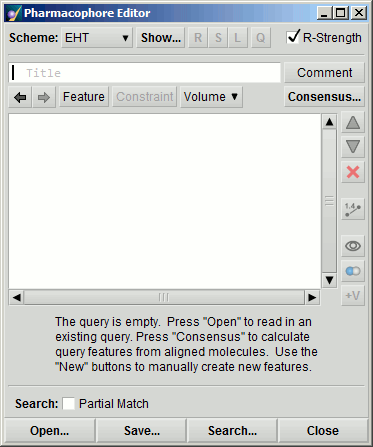 Pharmacophore Editor
Scheme: EHT Show... R S L Q R-Strength
Title Comment
Feature Constraint Volume Consensus...
1,4,
+V
The query is empty. Press "Open" to read in an
existing query. Press "Consensus" to calculate
query features from aligned molecules. Use the
"New" buttons to manually create new features.
Search: Partial Match
Open... Save... Search... Close